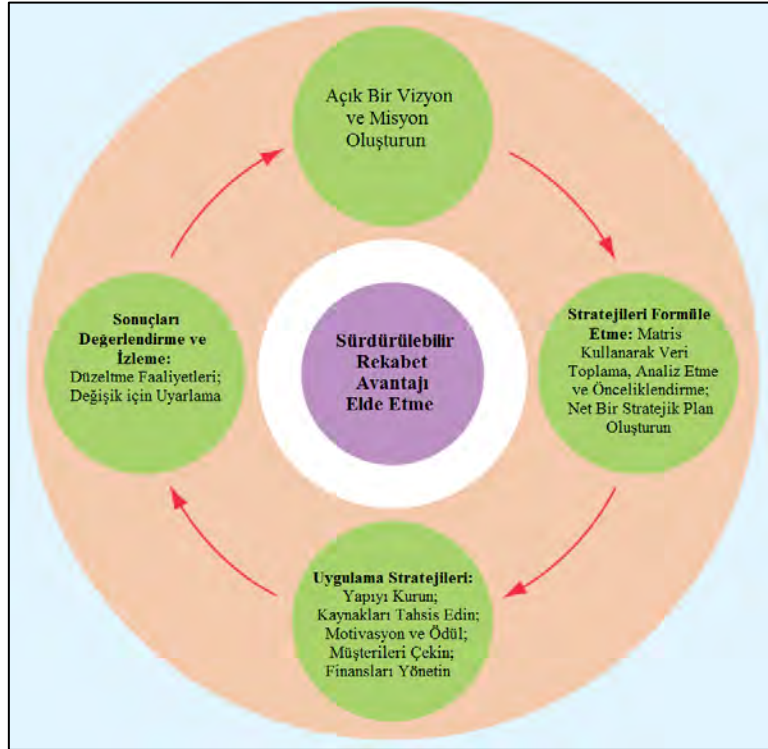 Açık Bir Vizyon
ve Misyon
Oluşturun
Stratejileri Formüle
Etme: Matris
Kullanarak Veri
Toplama, Analiz Etme
ve Önceliklendirme;
Net Bir Stratejik Plan
Oluşturun
Uygulama Stratejileri:
Yapıyı Kurun;
Kaynakları Tahsis Edin;
Motivasyon ve Ödül;
Müşterileri Çekin;
Finansları Yönetin
Sonuçları
Değerlendirme ve
İzleme:
Düzeltme Faaliyetleri;
Değişik için Uyarlama
Sürdürülebilir
Rekabet
Avantajı
Elde Etme